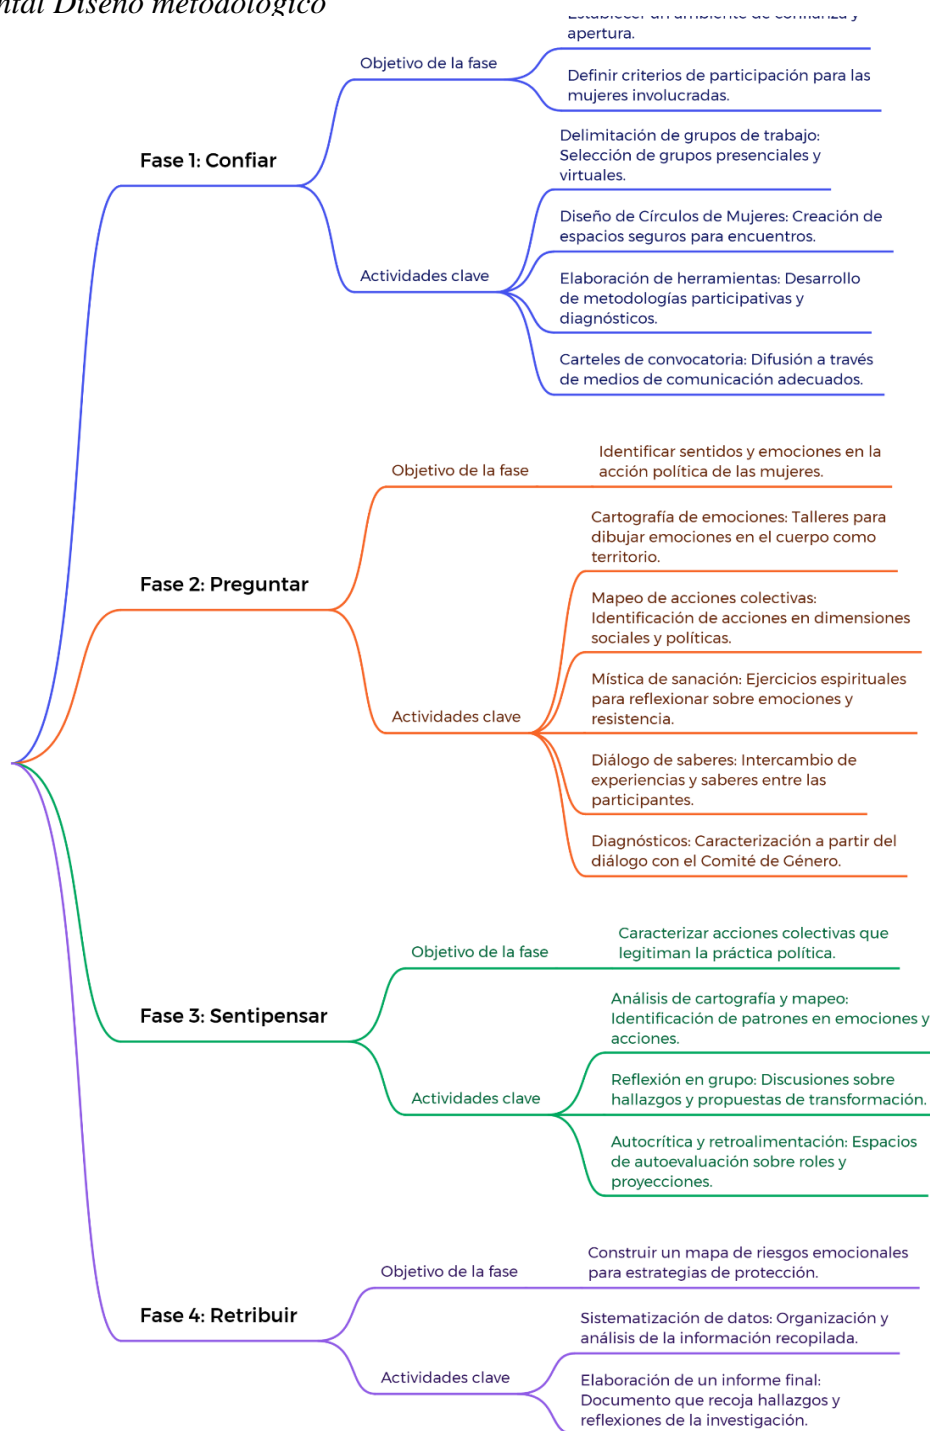 ntal Diseño metodológico
Establecer un ambiente de confianza y
apertura.
Objetivo de la fase
Definir criterios de participación para las
mujeres involucradas.
Fase 1: Confiar
Delimitación de grupos de trabajo:
Selección de grupos presenciales y
virtuales.
Diseño de Círculos de Mujeres: Creación de
espacios seguros para encuentros.
Actividades clave
Elaboración de herramientas: Desarrollo
de metodologías participativas y
diagnósticos.
Carteles de convocatoria: Difusión a través
de medios de comunicación adecuados.
Objetivo de la fase
Identificar sentidos y emociones en la
acción política de las mujeres.
Fase 2: Preguntar
Cartografía de emociones: Talleres para
dibujar emociones en el cuerpo como
territorio.
Mapeo de acciones colectivas:
Identificación de acciones en dimensiones
sociales y políticas.
Actividades clave
Mística de sanación: Ejercicios espirituales
para reflexionar sobre emociones y
resistencia.
Diálogo de saberes: Intercambio de
experiencias y saberes entre las
participantes.
Diagnósticos: Caracterización a partir del
diálogo con el Comité de Género.
Objetivo de la fase
Caracterizar acciones colectivas que
legitiman la práctica política.
Fase 3: Sentipensar
Análisis de cartografía y mapeo:
Identificación de patrones en emociones y
acciones.
Actividades clave
Reflexión en grupo: Discusiones sobre
hallazgos y propuestas de transformación.
Autocrítica y retroalimentación: Espacios
de autoevaluación sobre roles y
proyecciones.
Objetivo de la fase
Construir un mapa de riesgos emocionales
para estrategias de protección.
Fase 4: Retribuir
Sistematización de datos: Organización y
análisis de la información recopilada.
Actividades clave
Elaboración de un informe final:
Documento que recoja hallazgos y
reflexiones de la investigación.